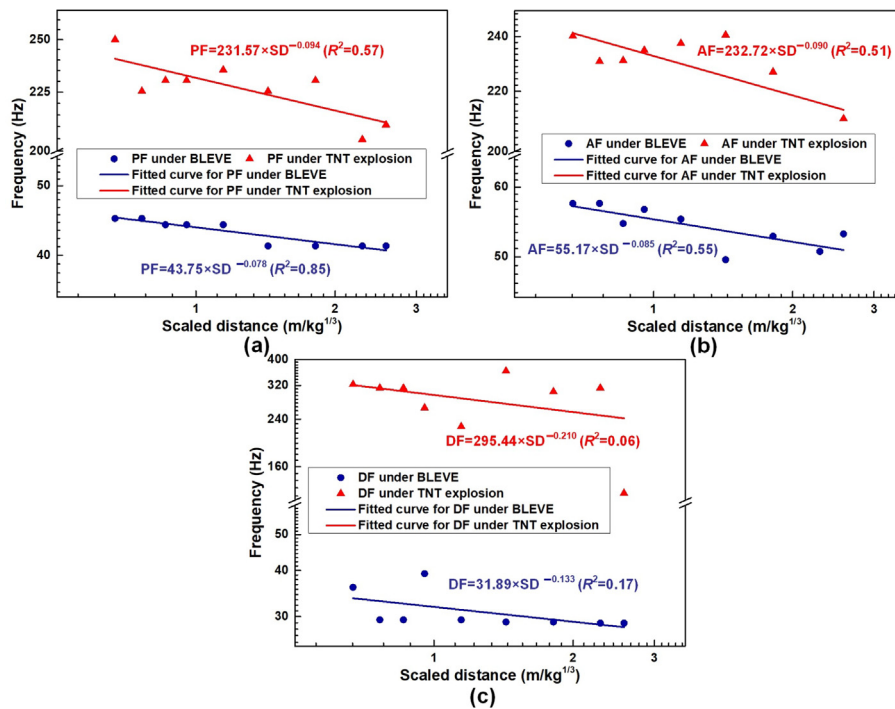 PF=231.57×SD^−0.094 (R²=0.57)
250
225
200
50
40
Frequency (Hz)
PF under BLEVE PF under TNT explosion
Fitted curve for PF under BLEVE
Fitted curve for PF under TNT explosion
PF=43.75×SD^−0.078 (R²=0.85)
1 2 3
Scaled distance (m/kg^1/3)
(a)
AF=232.72×SD^−0.090 (R²=0.51)
240
220
200
60
50
Frequency (Hz)
AF under BLEVE AF under TNT explosion
Fitted curve for AF under BLEVE
Fitted curve for AF under TNT explosion
AF=55.17×SD^−0.085 (R²=0.55)
1 2 3
Scaled distance (m/kg^1/3)
(b)
400
320
240
160
50
40
30
Frequency (Hz)
DF=295.44×SD^−0.210 (R²=0.06)
DF under BLEVE
DF under TNT explosion
Fitted curve for DF under BLEVE
Fitted curve for DF under TNT explosion
DF=31.89×SD^−0.133 (R²=0.17)
1 2 3
Scaled distance (m/kg^1/3)
(c)